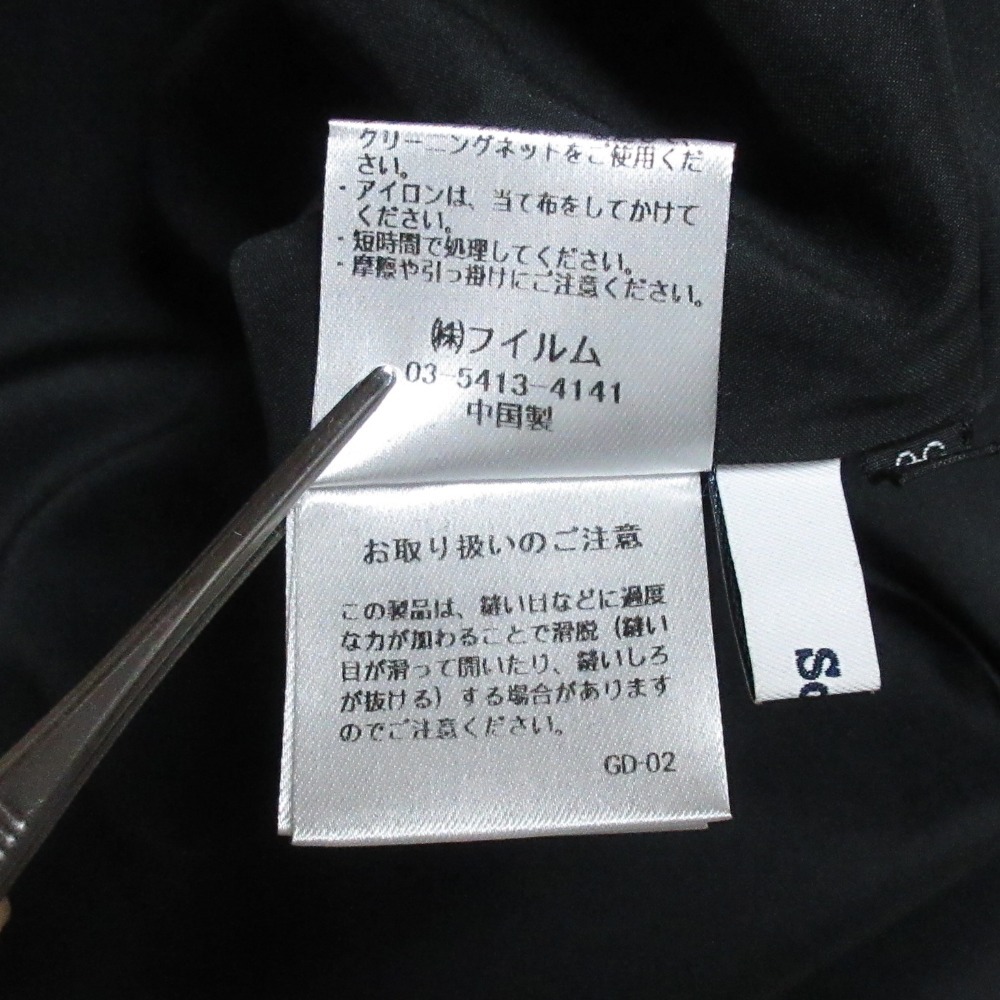 クリーニングネットをご使用くだ
さい。
・アイロンは、当て布をしてかけて
ください。
・短時間で処理してください。
・摩擦や引っ掛けにご注意ください。
㈱フイルム
03-5413-4141
中国製
お取り扱いのご注意
この製品は、縫い目などに過度
な力が加わることで滑脱（縫い
目が滑って開いたり、縫いしろ
が抜ける）する場合があります
のでご注意ください。
GD-02